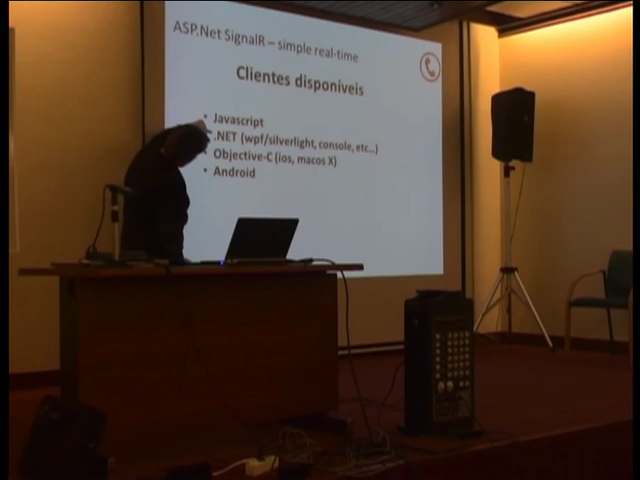 ASP.Net SignalR – simple real-time
Clientes disponíveis
• Javascript
• .NET (wpf/silverlight, console, etc...)
• Objective-C (ios, macos X)
• Android